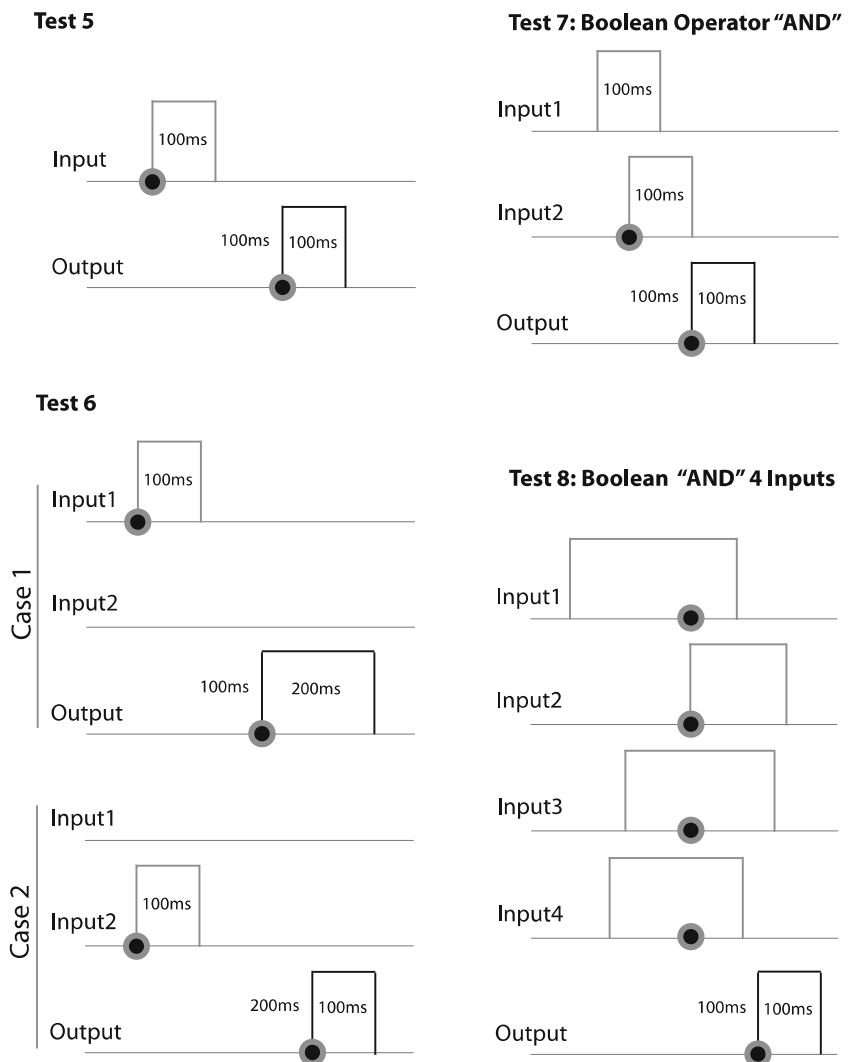 Test 5
Input
100ms
100ms
100ms
Output
Test 6
Case 1
Input1
100ms
Input2
100ms
200ms
Output
Case 2
Input1
Input2
100ms
200ms
100ms
Output
Test 7: Boolean Operator "AND"
Input1
100ms
Input2
100ms
100ms
100ms
Output
Test 8: Boolean "AND" 4 Inputs
Input1
Input2
Input3
Input4
100ms
100ms
Output